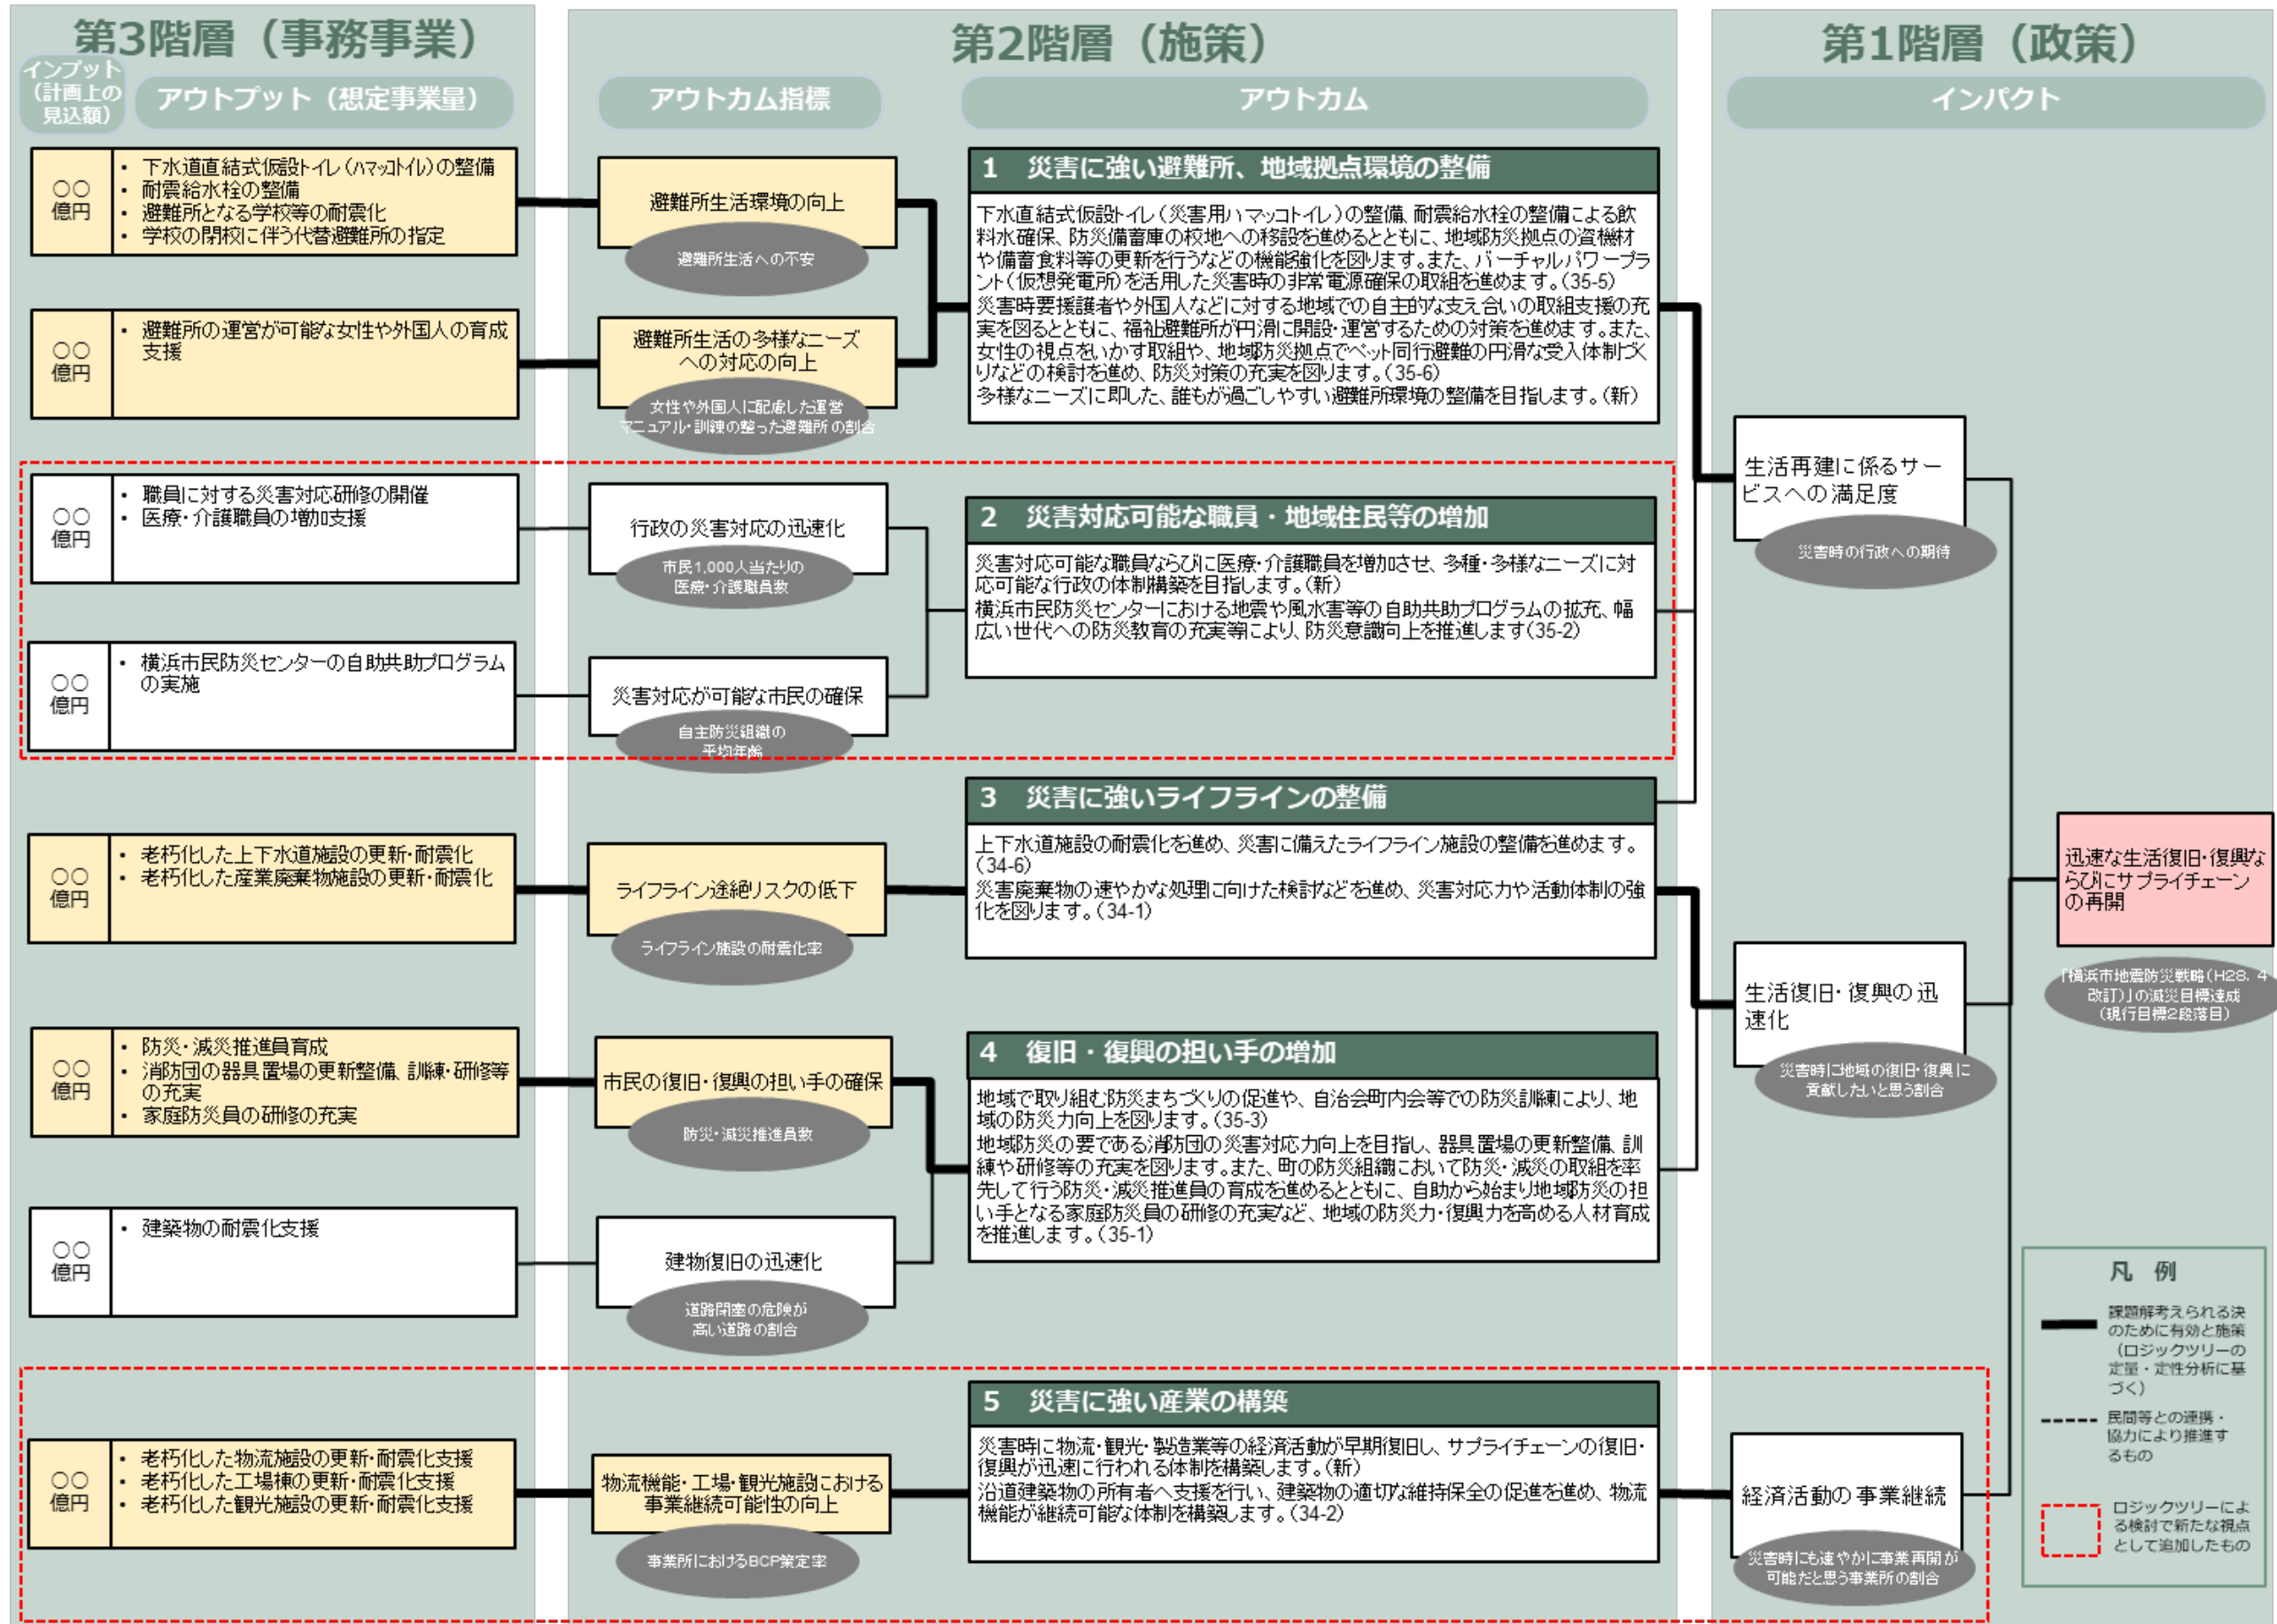 第3階層（事務事業）
第2階層（施策）
第1階層（政策）
インプット
（計画上の
見込額）
アウトプット（想定事業量）
アウトカム指標
アウトカム
インパクト
○○
億円
・ 下水道直結式仮設トイレ（ハマッコトイレ）の整備
・ 耐震給水栓の整備
・ 避難所となる学校等の耐震化
・ 学校の閉校に伴う代替避難所の指定
避難所生活環境の向上
避難所生活への不安
○○
億円
・ 避難所の運営が可能な女性や外国人の育成
支援
避難所生活の多様なニーズ
への対応の向上
女性や外国人に配慮した運営
マニュアル・訓練の整った避難所の割合
1 災害に強い避難所、地域拠点環境の整備
下水直結式仮設トイレ（災害用ハマッコトイレ）の整備、耐震給水栓の整備による飲
料水確保、防災備蓄庫の校地への移設を進めるとともに、地域防災拠点の資機材
や備蓄食料等の更新を行うなどの機能強化を図ります。また、バーチャルパワープラ
ント（仮想発電所）を活用した災害時の非常電源確保の取組を進めます。（35-5）
災害時要援護者や外国人などに対する地域での自主的な支え合いの取組支援の充
実を図るとともに、福祉避難所が円滑に開設・運営するための対策を進めます。また、
女性の視点をいかす取組や、地域防災拠点でペット同行避難の円滑な受入体制づく
りなどの検討を進め、防災対策の充実を図ります。（35-6）
多様なニーズに即した、誰もが過ごしやすい避難所環境の整備を目指します。（新）
○○
億円
・ 職員に対する災害対応研修の開催
・ 医療・介護職員の増加支援
行政の災害対応の迅速化
市民1,000人当たりの
医療・介護職員数
○○
億円
・ 横浜市民防災センターの自助共助プログラム
の実施
災害対応が可能な市民の確保
自主防災組織の
平均年齢
2 災害対応可能な職員・地域住民等の増加
災害対応可能な職員ならびに医療・介護職員を増加させ、多種・多様なニーズに対
応可能な行政の体制構築を目指します。（新）
横浜市民防災センターにおける地震や風水害等の自助共助プログラムの拡充、幅
広い世代への防災教育の充実等により、防災意識向上を推進します（35-2）
生活再建に係るサー
ビスへの満足度
災害時の行政への期待
○○
億円
・ 老朽化した上下水道施設の更新・耐震化
・ 老朽化した産業廃棄物施設の更新・耐震化
ライフライン途絶リスクの低下
ライフライン施設の耐震化率
3 災害に強いライフラインの整備
上下水道施設の耐震化を進め、災害に備えたライフライン施設の整備を進めます。
（34-6）
災害廃棄物の速やかな処理に向けた検討などを進め、災害対応力や活動体制の強
化を図ります。（34-1）
迅速な生活復旧・復興な
らびにサプライチェーン
の再開
「横浜市地震防災戦略（H28.4
改訂）」の減災目標達成
（現行目標2段落目）
生活復旧・復興の迅
速化
災害時に地域の復旧・復興に
貢献したいと思う割合
○○
億円
・ 防災・減災推進員育成
・ 消防団の器具置場の更新整備、訓練・研修等
の充実
・ 家庭防災員の研修の充実
市民の復旧・復興の担い手の確保
防災・減災推進員数
○○
億円
・ 建築物の耐震化支援
建物復旧の迅速化
道路閉塞の危険が
高い道路の割合
4 復旧・復興の担い手の増加
地域で取り組む防災まちづくりの促進や、自治会町内会等での防災訓練により、地
域の防災力向上を図ります。（35-3）
地域防災の要である消防団の災害対応力向上を目指し、器具置場の更新整備、訓
練や研修等の充実を図ります。また、町の防災組織において防災・減災の取組を率
先して行う防災・減災推進員の育成を進めるとともに、自助から始まり地域防災の担
い手となる家庭防災員の研修の充実など、地域の防災力・復興力を高める人材育成
を推進します。（35-1）
○○
億円
・ 老朽化した物流施設の更新・耐震化支援
・ 老朽化した工場棟の更新・耐震化支援
・ 老朽化した観光施設の更新・耐震化支援
物流機能・工場・観光施設における
事業継続可能性の向上
事業所におけるBCP策定率
5 災害に強い産業の構築
災害時に物流・観光・製造業等の経済活動が早期復旧し、サプライチェーンの復旧・
復興が迅速に行われる体制を構築します。（新）
沿道建築物の所有者へ支援を行い、建築物の適切な維持保全の促進を進め、物流
機能が継続可能な体制を構築します。（34-2）
経済活動の事業継続
災害時にも速やかに事業再開が
可能だと思う事業所の割合
凡 例
課題解考えられる決
のために有効と施策
（ロジックツリーの
定量・定性分析に基
づく）
民間等との連携・
協力により推進す
るもの
ロジックツリーによ
る検討で新たな視点
として追加したもの